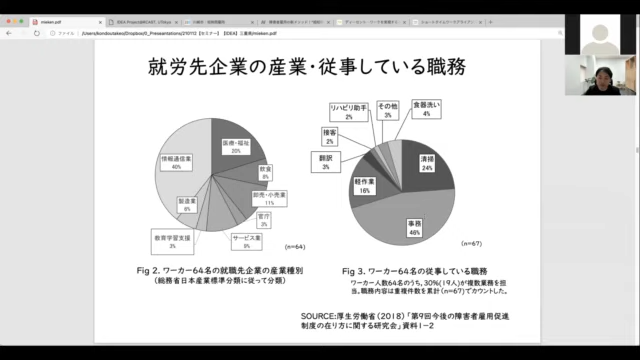 mieken.pdf
ファイル
就労先企業の産業・従事している職務
情報通信業
40%
医療・福祉
20%
飲食
8%
卸売・小売業
11%
官庁
3%
サービス業
9%
教育学習支援
3%
製造業
6%
(n=64)
Fig 2. ワーカー64名の就職先企業の産業種別
(総務省日本産業標準分類に従って分類)
リハビリ助手
2%
その他
3%
食器洗い
4%
接客
2%
翻訳
3%
軽作業
16%
清掃
24%
事務
46%
(n=67)
Fig 3. ワーカー64名の従事している職務
ワーカー人数64名のうち、30%(19人)が複数業務を担
当。職務内容は重複件数を累計(n=67)でカウントした。
SOURCE:厚生労働省(2018)「第9回今後の障害者雇用促進
制度の在り方に関する研究会」資料1-2